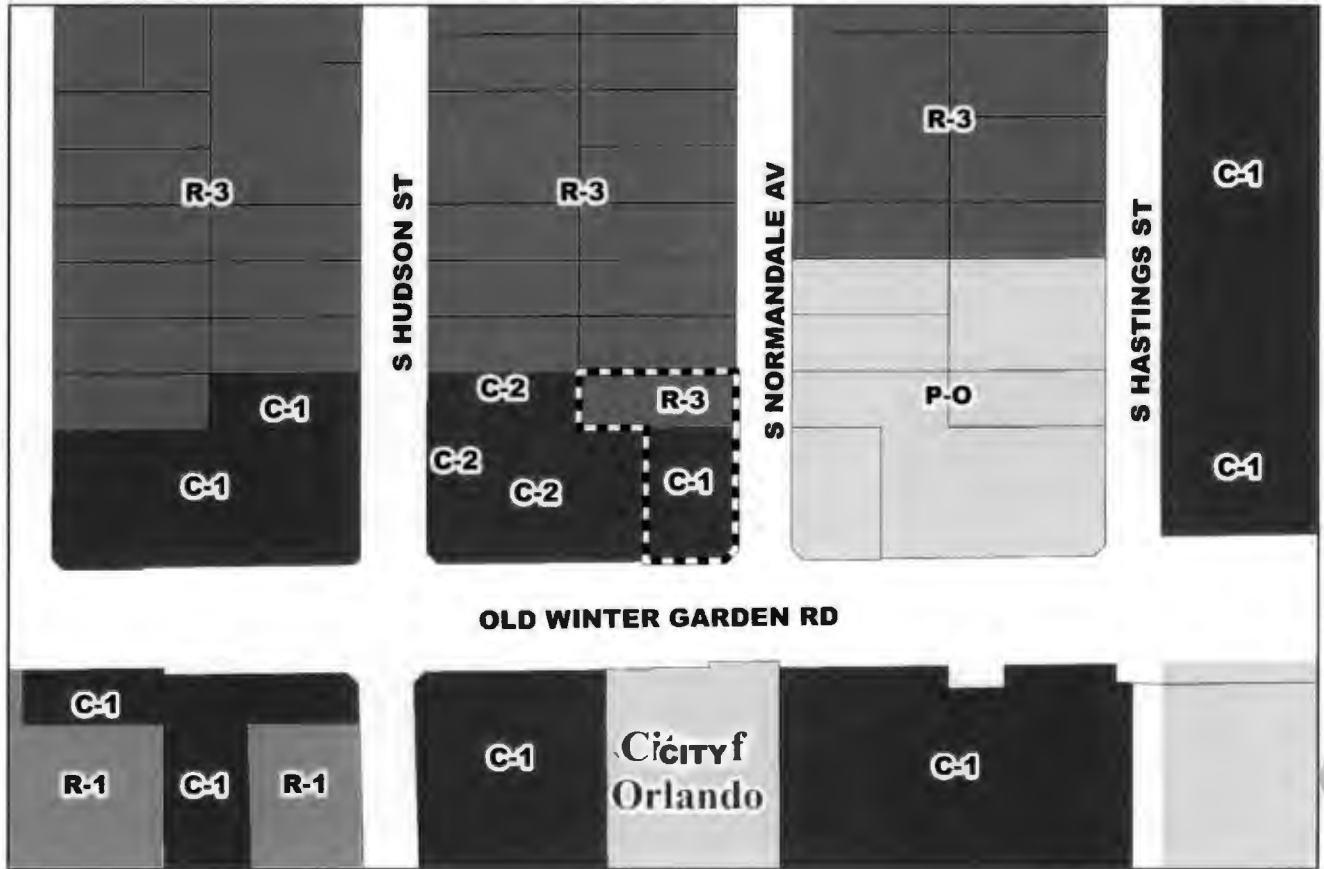 R-3
S HUDSON ST
R-3
S NORMANDALE AV
R-3
S HASTINGS ST
C-1
C-1
C-1
C-2
C-2
C-2
R-3
C-1
P-O
C-1
OLD WINTER GARDEN RD
C-1
R-1
C-1
R-1
C-1
CITY
Orlando
C-1